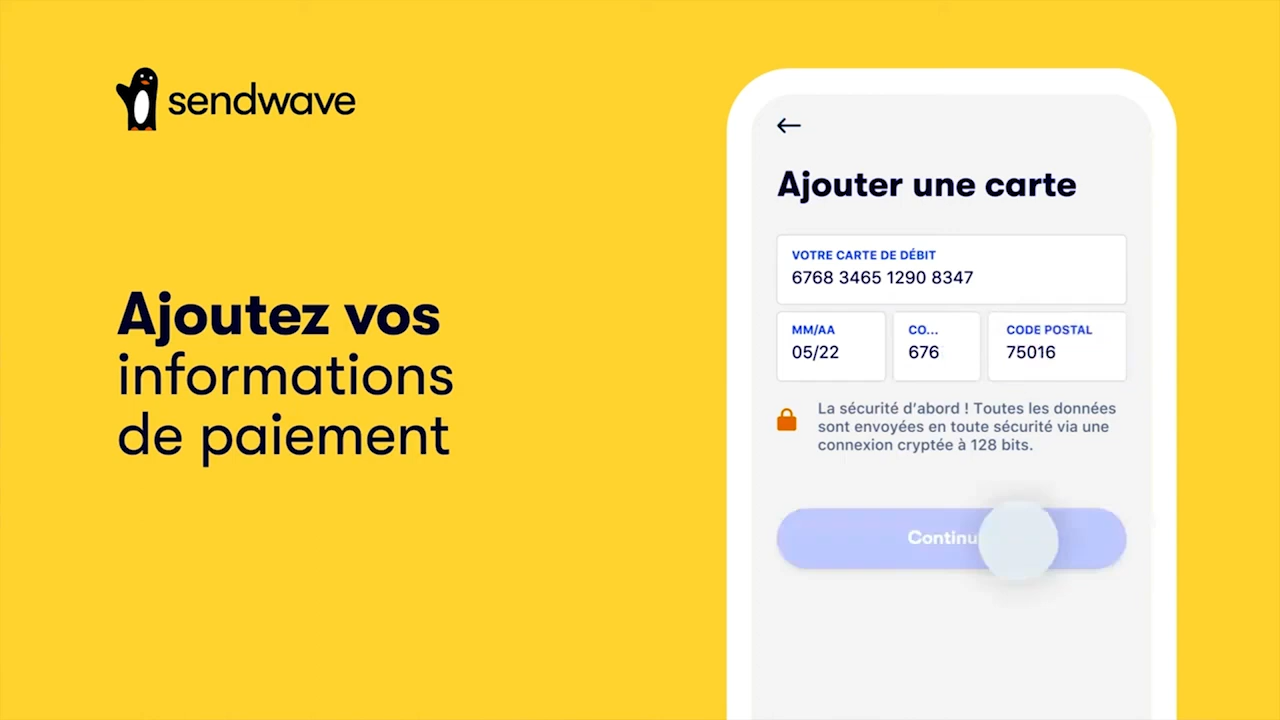 sendwave
Ajoutez vos
informations
de paiement
Ajouter une carte
VOTRE CARTE DE DÉBIT
6768 3465 1290 8347
MM/AA
05/22
CO...
676
CODE POSTAL
75016
La sécurité d'abord ! Toutes les données
sont envoyées en toute sécurité via une
connexion cryptée à 128 bits.
Continu